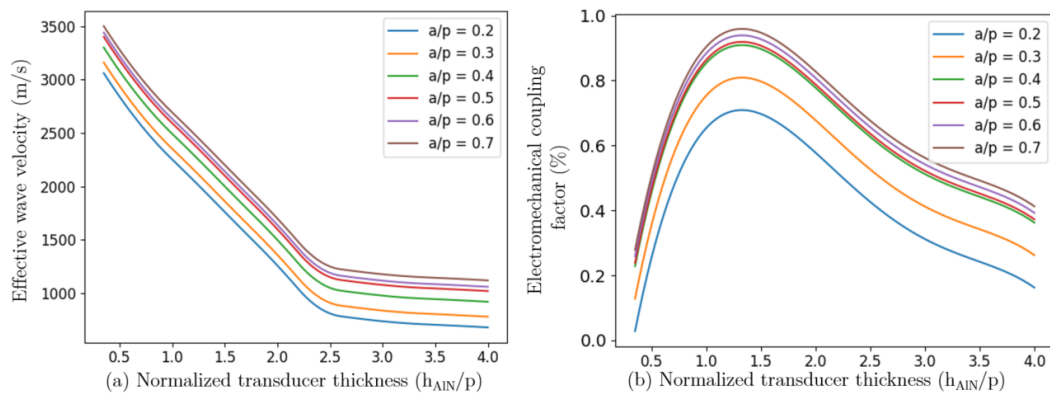 Effective wave velocity (m/s)
3500
3000
2500
2000
1500
1000
a/p = 0.2
a/p = 0.3
a/p = 0.4
a/p = 0.5
a/p = 0.6
a/p = 0.7
0.5 1.0 1.5 2.0 2.5 3.0 3.5 4.0
(a) Normalized transducer thickness (h_AlN/p)
Electromechanical coupling
factor (%)
1.0
0.8
0.6
0.4
0.2
0.0
a/p = 0.2
a/p = 0.3
a/p = 0.4
a/p = 0.5
a/p = 0.6
a/p = 0.7
0.5 1.0 1.5 2.0 2.5 3.0 3.5 4.0
(b) Normalized transducer thickness (h_AlN/p)